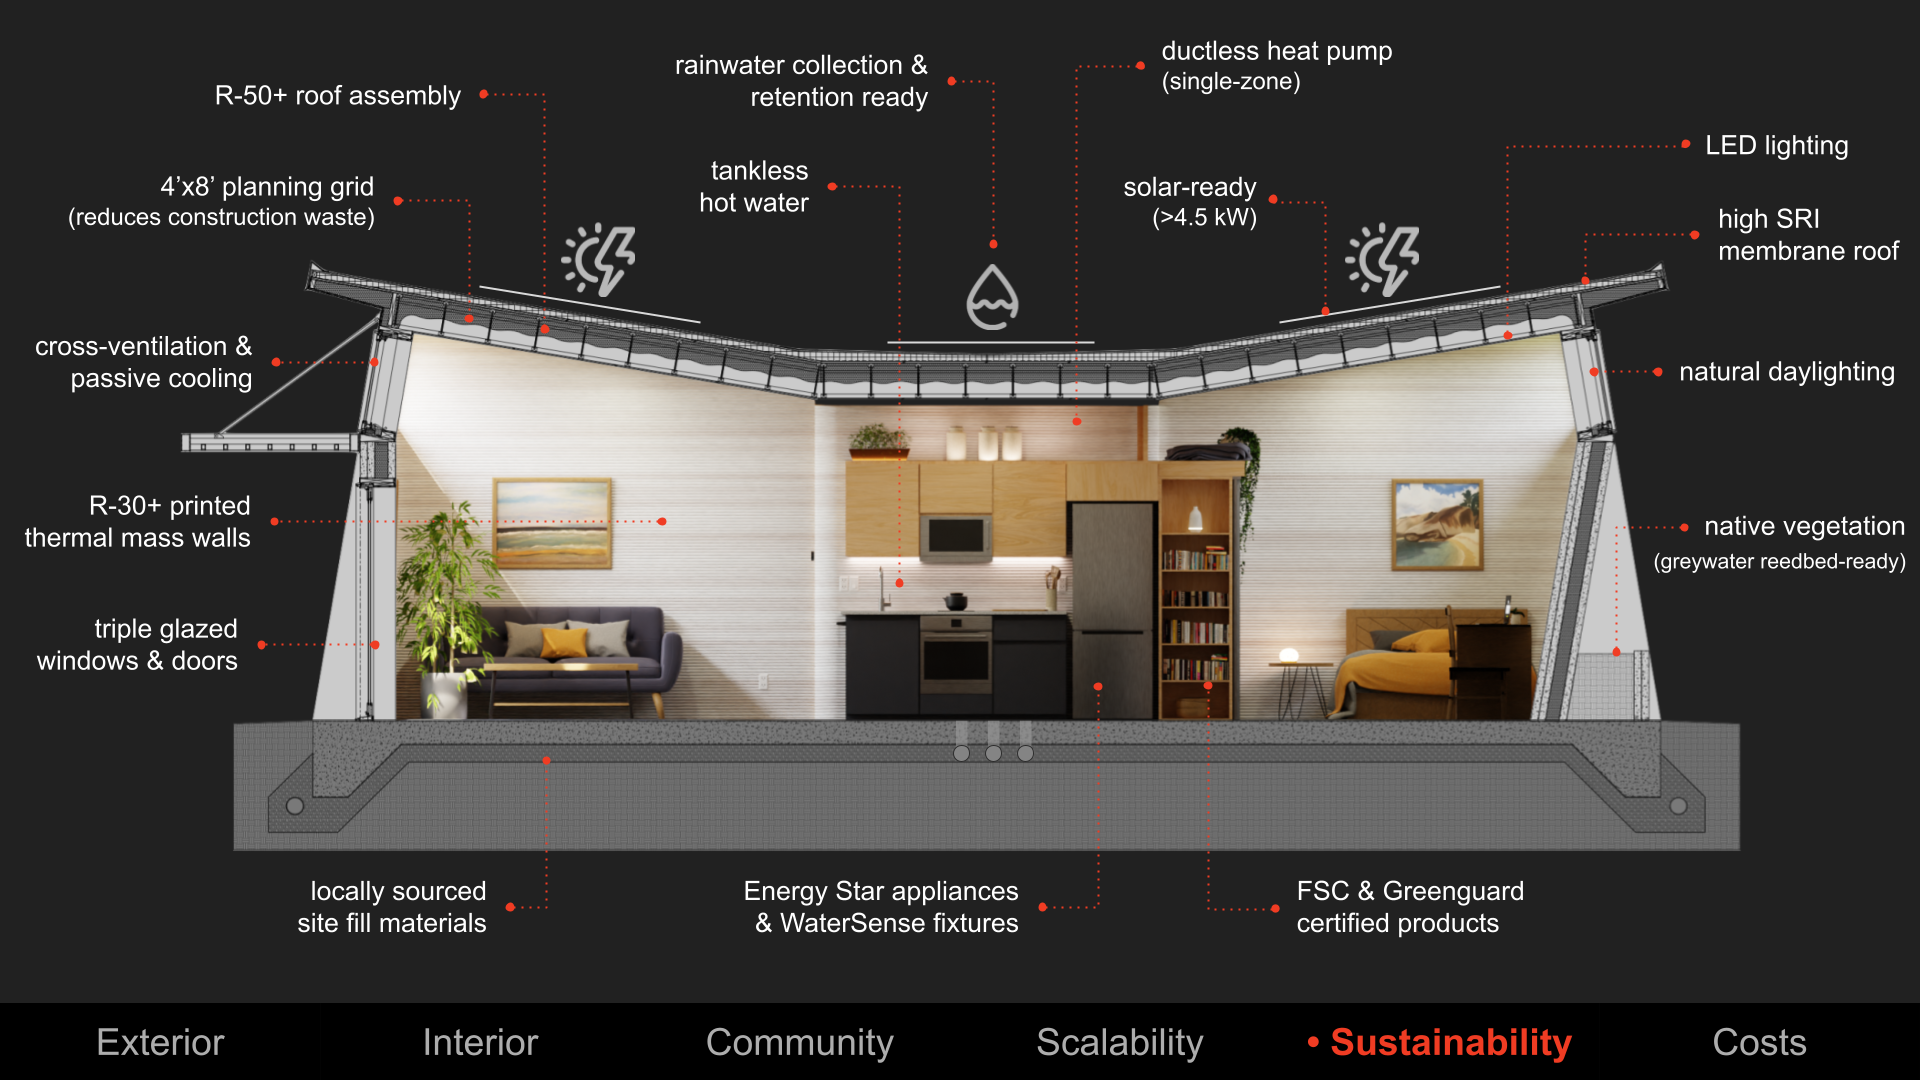 rainwater collection &
retention ready
ductless heat pump
(single-zone)
R-50+ roof assembly
LED lighting
tankless
hot water
4’x8’ planning grid
(reduces construction waste)
solar-ready
(>4.5 kW)
high SRI
membrane roof
cross-ventilation &
passive cooling
natural daylighting
R-30+ printed
thermal mass walls
native vegetation
(greywater reedbed-ready)
triple glazed
windows & doors
locally sourced
site fill materials
Energy Star appliances
& WaterSense fixtures
FSC & Greenguard
certified products
Exterior
Interior
Community
Scalability
• Sustainability
Costs